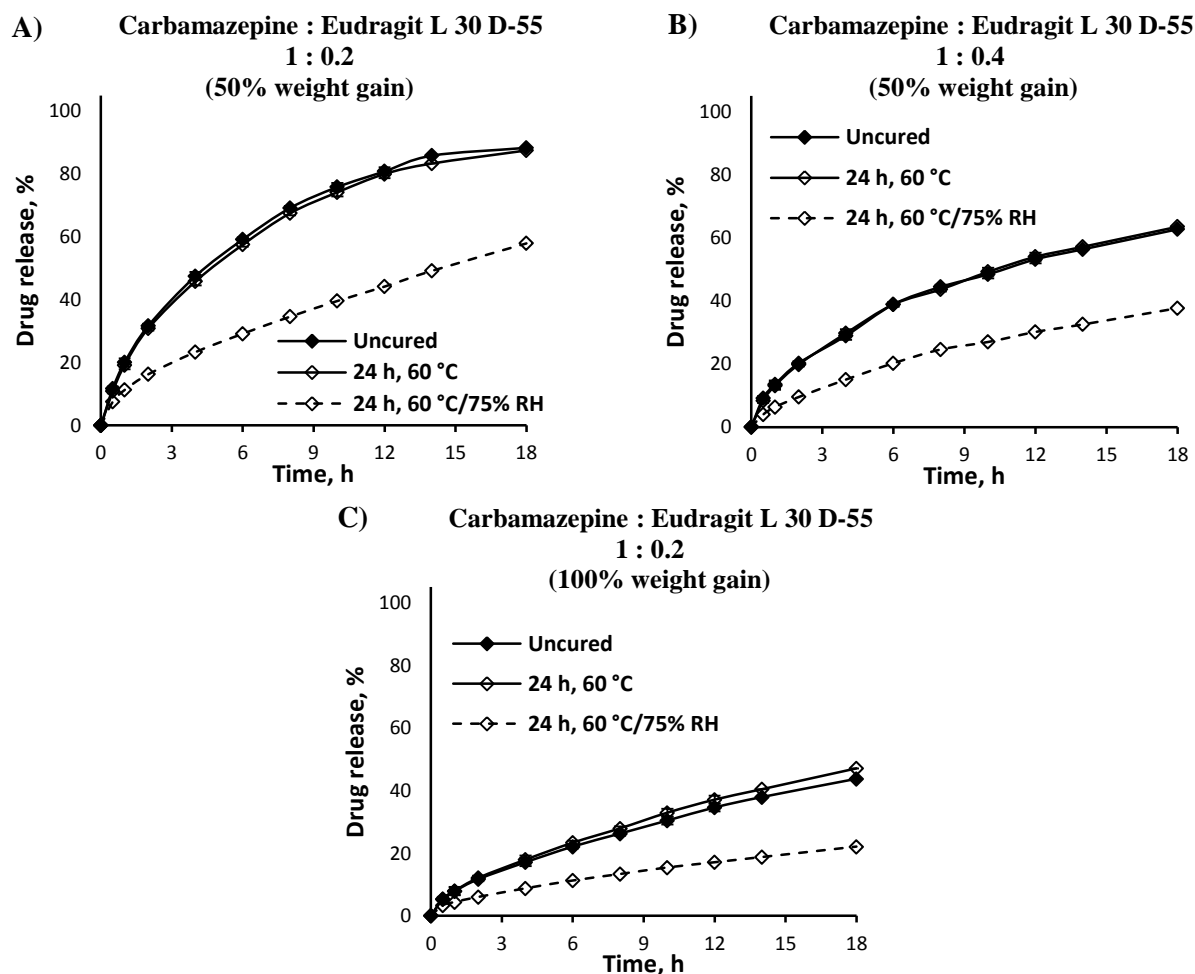 A)
Carbamazepine : Eudragit L 30 D-55
1 : 0.2
(50% weight gain)
100
80
60
40
20
0
Drug release, %
Uncured
24 h, 60 °C
24 h, 60 °C/75% RH
0 3 6 9 12 15 18
Time, h
B)
Carbamazepine : Eudragit L 30 D-55
1 : 0.4
(50% weight gain)
100
80
60
40
20
0
Drug release, %
Uncured
24 h, 60 °C
24 h, 60 °C/75% RH
0 3 6 9 12 15 18
Time, h
C)
Carbamazepine : Eudragit L 30 D-55
1 : 0.2
(100% weight gain)
100
80
60
40
20
0
Drug release, %
Uncured
24 h, 60 °C
24 h, 60 °C/75% RH
0 3 6 9 12 15 18
Time, h